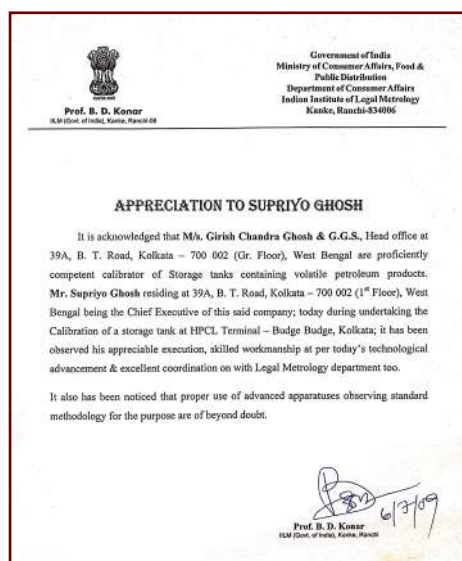 Government of India
Ministry of Consumer Affairs, Food &
Public Distribution
Department of Consumer Affairs
Indian Institute of Legal Metrology
Kanke, Ranchi-834006
Prof. B. D. Konar
IILM (Govt. of India), Kanke, Ranchi-08
APPRECIATION TO SUPRIYO GHOSH
It is acknowledged that M/s. Girish Chandra Ghosh & G.G.S., Head office at
39A, B. T. Road, Kolkata – 700 002 (Gr. Floor), West Bengal are proficiently
competent calibrator of Storage tanks containing volatile petroleum products.
Mr. Supriyo Ghosh residing at 39A, B. T. Road, Kolkata – 700 002 (1st Floor), West
Bengal being the Chief Executive of this said company; today during undertaking the
Calibration of a storage tank at HPCL Terminal – Budge Budge, Kolkata; it has been
observed his appreciable execution, skilled workmanship at per today's technological
advancement & excellent coordination on with Legal Metrology department too.
It also has been noticed that proper use of advanced apparatuses observing standard
methodology for the purpose are of beyond doubt.
6/7/09
Prof. B. D. Konar
IILM (Govt. of India), Kanke, Ranchi